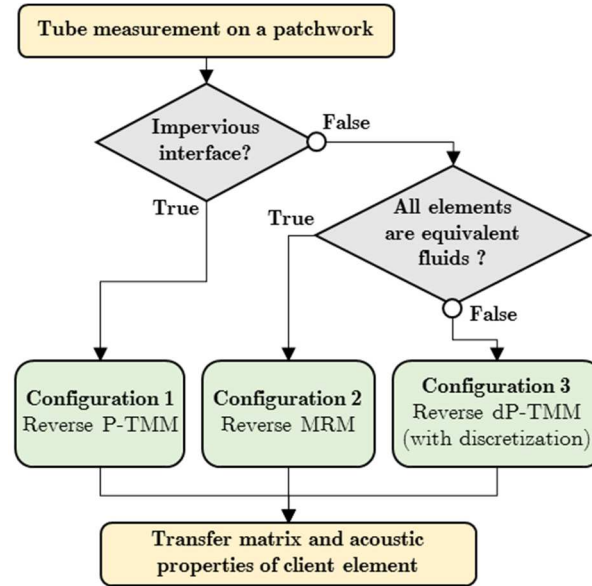 Tube measurement on a patchwork
Impervious
interface?
False
True
All elements
are equivalent
fluids ?
True
False
Configuration 1
Reverse P-TMM
Configuration 2
Reverse MRM
Configuration 3
Reverse dP-TMM
(with discretization)
Transfer matrix and acoustic
properties of client element